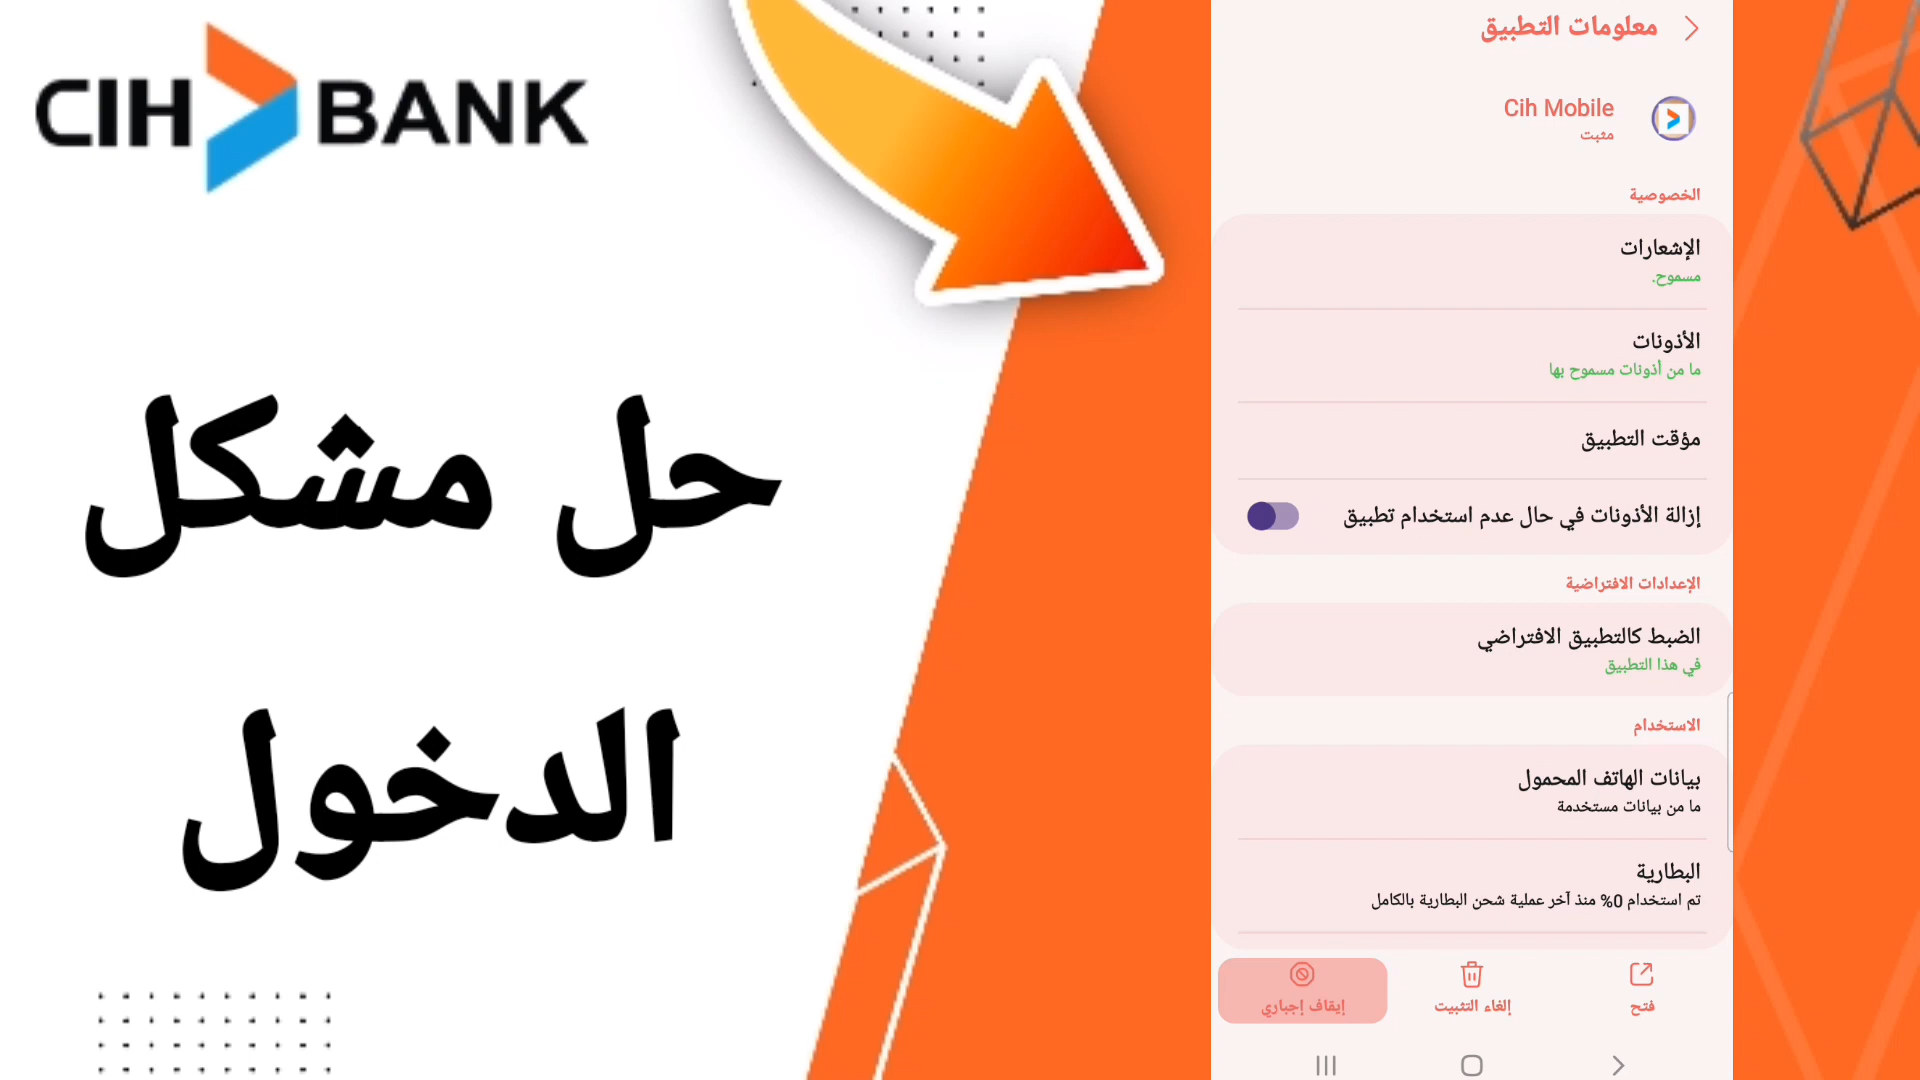 CIH BANK
حل مشكل
الدخول
معلومات التطبيق
Cih Mobile
مثبت
الخصوصية
الإشعارات
مسموح.
الأذونات
ما من أذونات مسموح بها
مؤقت التطبيق
إزالة الأذونات في حال عدم استخدام تطبيق
الإعدادات الافتراضية
الضبط كالتطبيق الافتراضي
في هذا التطبيق
الاستخدام
بيانات الهاتف المحمول
ما من بيانات مستخدمة
البطارية
تم استخدام 0% منذ آخر عملية شحن البطارية بالكامل
فتح
إلغاء التثبيت
إيقاف إجباري